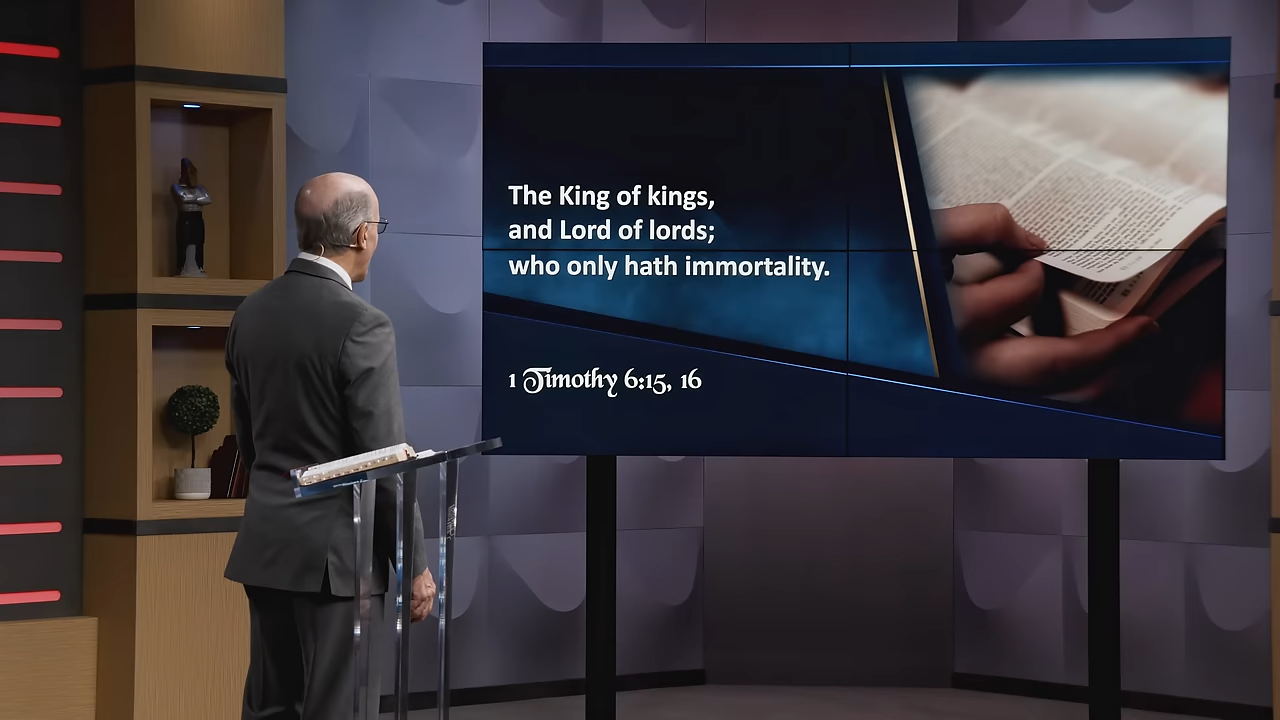 The King of kings,
and Lord of lords;
who only hath immortality.
1 Timothy 6:15, 16